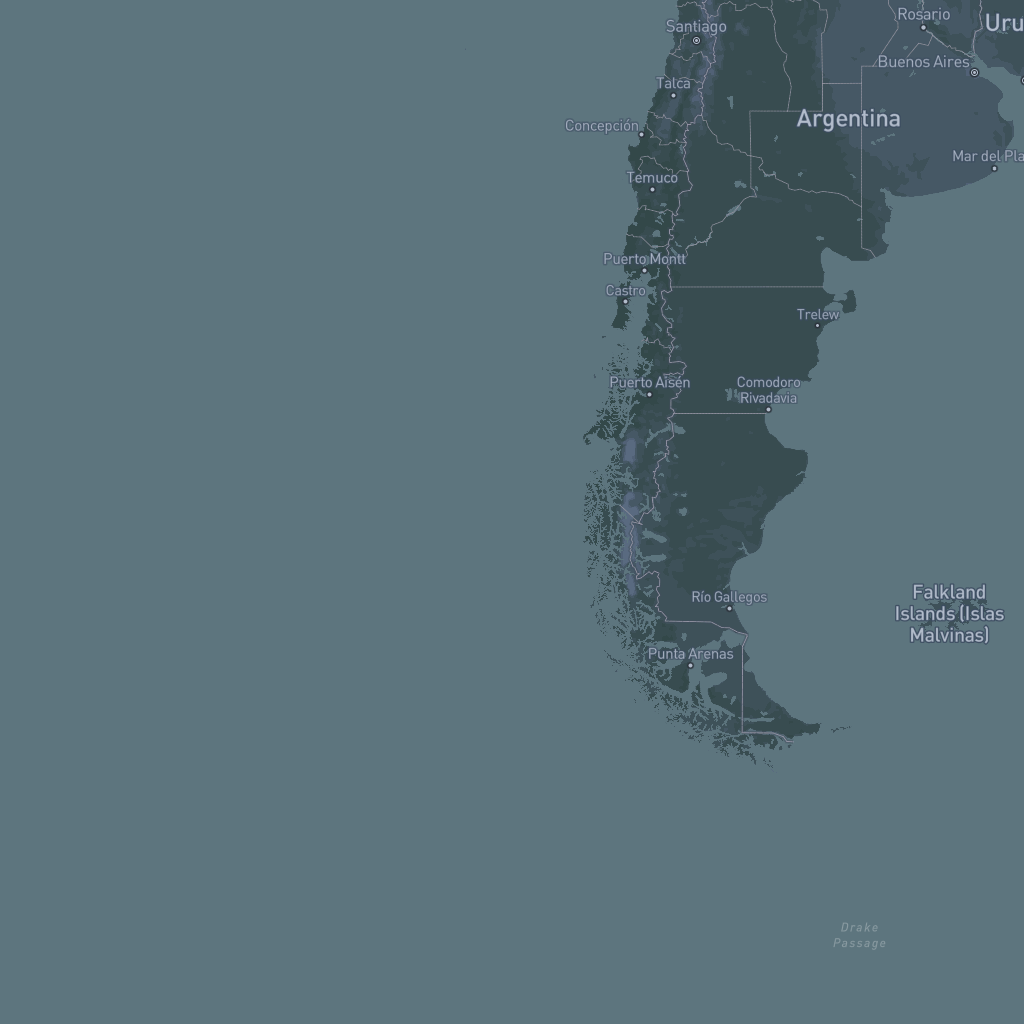 Rosario
Uru
Santiago
Buenos Aires
Talca
Argentina
Concepción
Mar del Pla
Temuco
Puerto Montt
Castro
Trelew
Puerto Aisén
Comodoro
Rivadavia
Río Gallegos
Falkland
Islands (Islas
Malvinas)
Punta Arenas
Drake
Passage